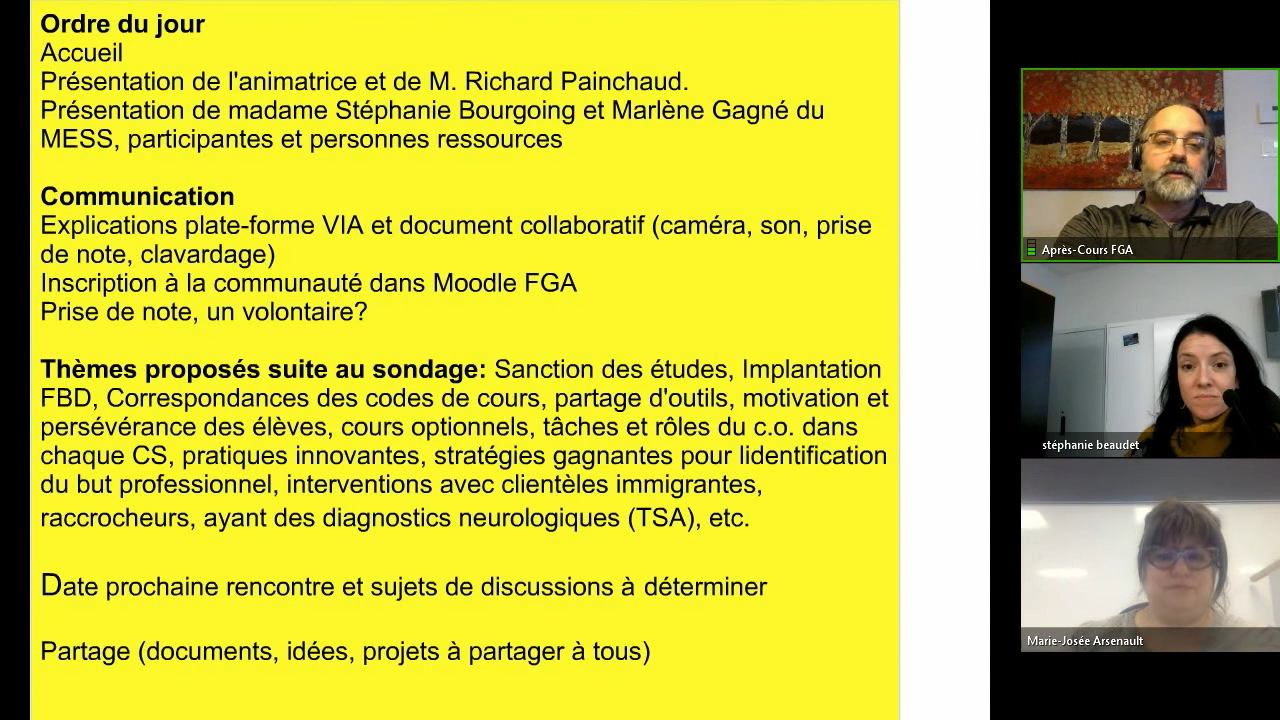 Ordre du jour
Accueil
Présentation de l'animatrice et de M. Richard Painchaud.
Présentation de madame Stéphanie Bourgoing et Marlène Gagné du
MESS, participantes et personnes ressources
Communication
Explications plate-forme VIA et document collaboratif (caméra, son, prise
de note, clavardage)
Inscription à la communauté dans Moodle FGA
Prise de note, un volontaire?
Thèmes proposés suite au sondage: Sanction des études, Implantation
FBD, Correspondances des codes de cours, partage d'outils, motivation et
persévérance des élèves, cours optionnels, tâches et rôles du c.o. dans
chaque CS, pratiques innovantes, stratégies gagnantes pour lidentification
du but professionnel, interventions avec clientèles immigrantes,
raccrocheurs, ayant des diagnostics neurologiques (TSA), etc.
Date prochaine rencontre et sujets de discussions à déterminer
Partage (documents, idées, projets à partager à tous)
Après-Cours FGA
stéphanie beaudet
Marie-Josée Arsenault